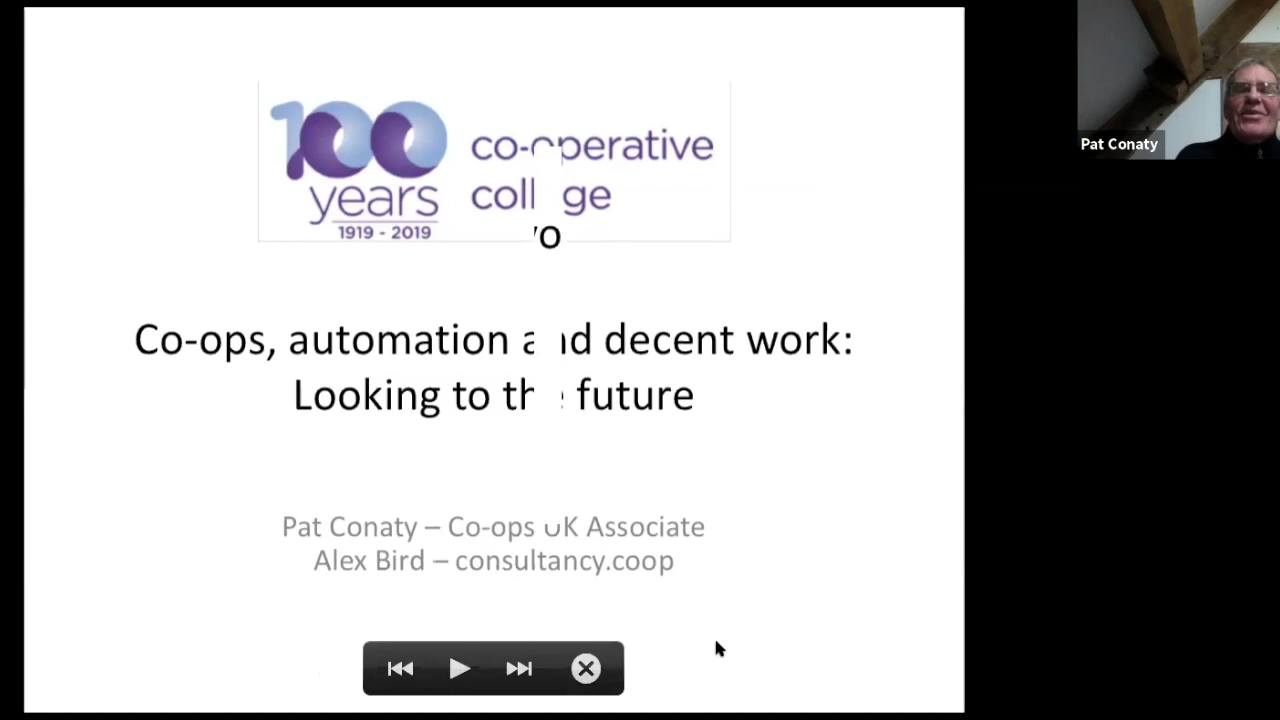 100 co-operative
years college
1919 - 2019
Co-ops, automation and decent work:
Looking to the future
Pat Conaty – Co-ops UK Associate
Alex Bird – consultancy.coop
Pat Conaty